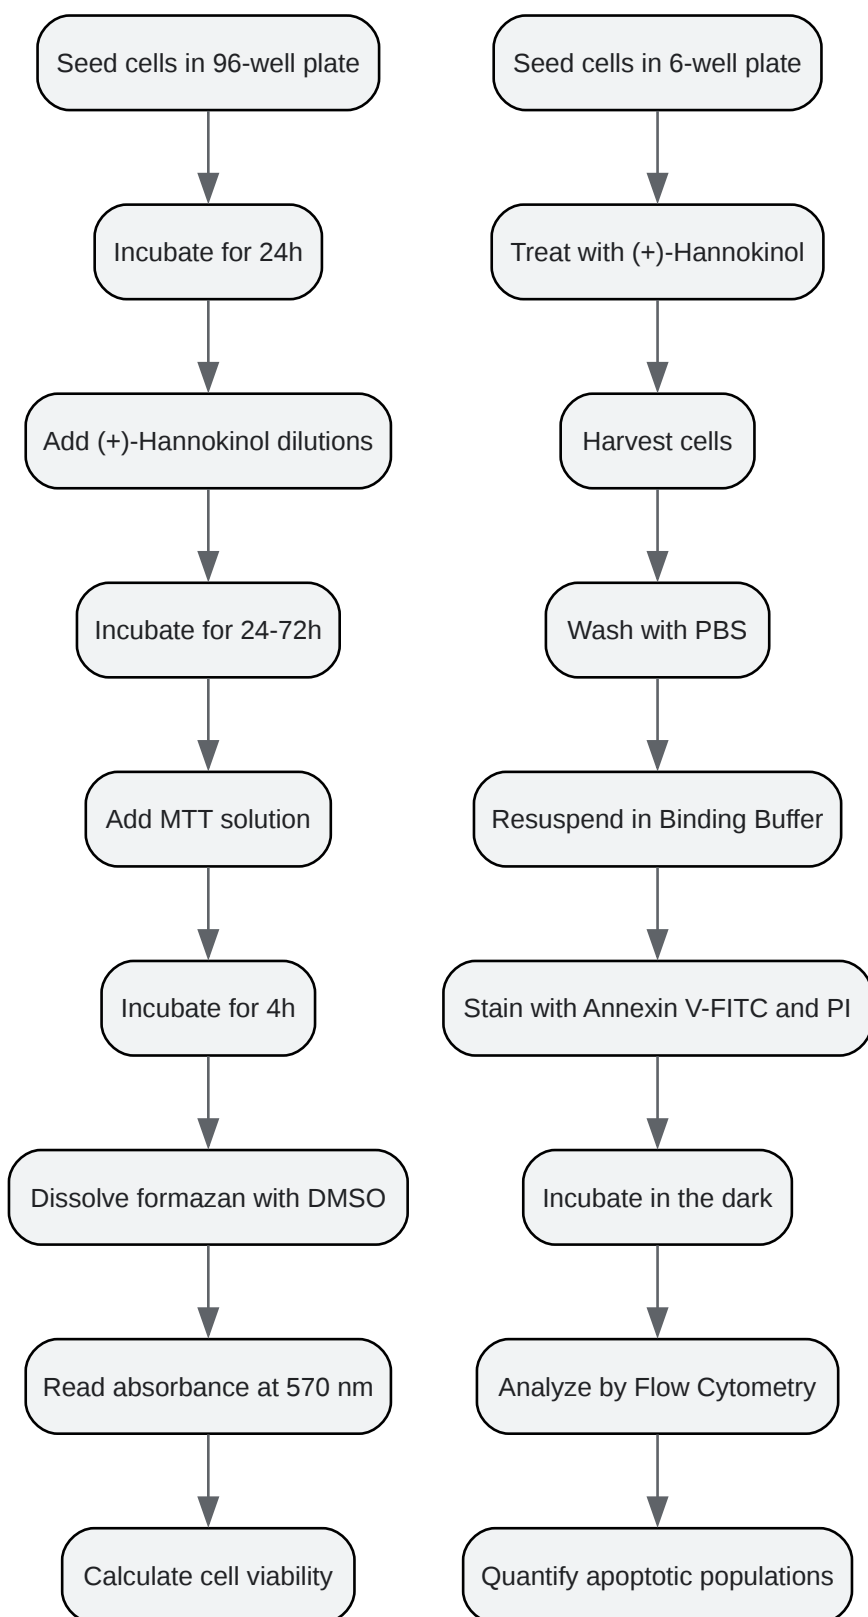 Seed cells in 96-well plate
Incubate for 24h
Add (+)-Hannokinol dilutions
Incubate for 24-72h
Add MTT solution
Incubate for 4h
Dissolve formazan with DMSO
Read absorbance at 570 nm
Calculate cell viability
Seed cells in 6-well plate
Treat with (+)-Hannokinol
Harvest cells
Wash with PBS
Resuspend in Binding Buffer
Stain with Annexin V-FITC and PI
Incubate in the dark
Analyze by Flow Cytometry
Quantify apoptotic populations